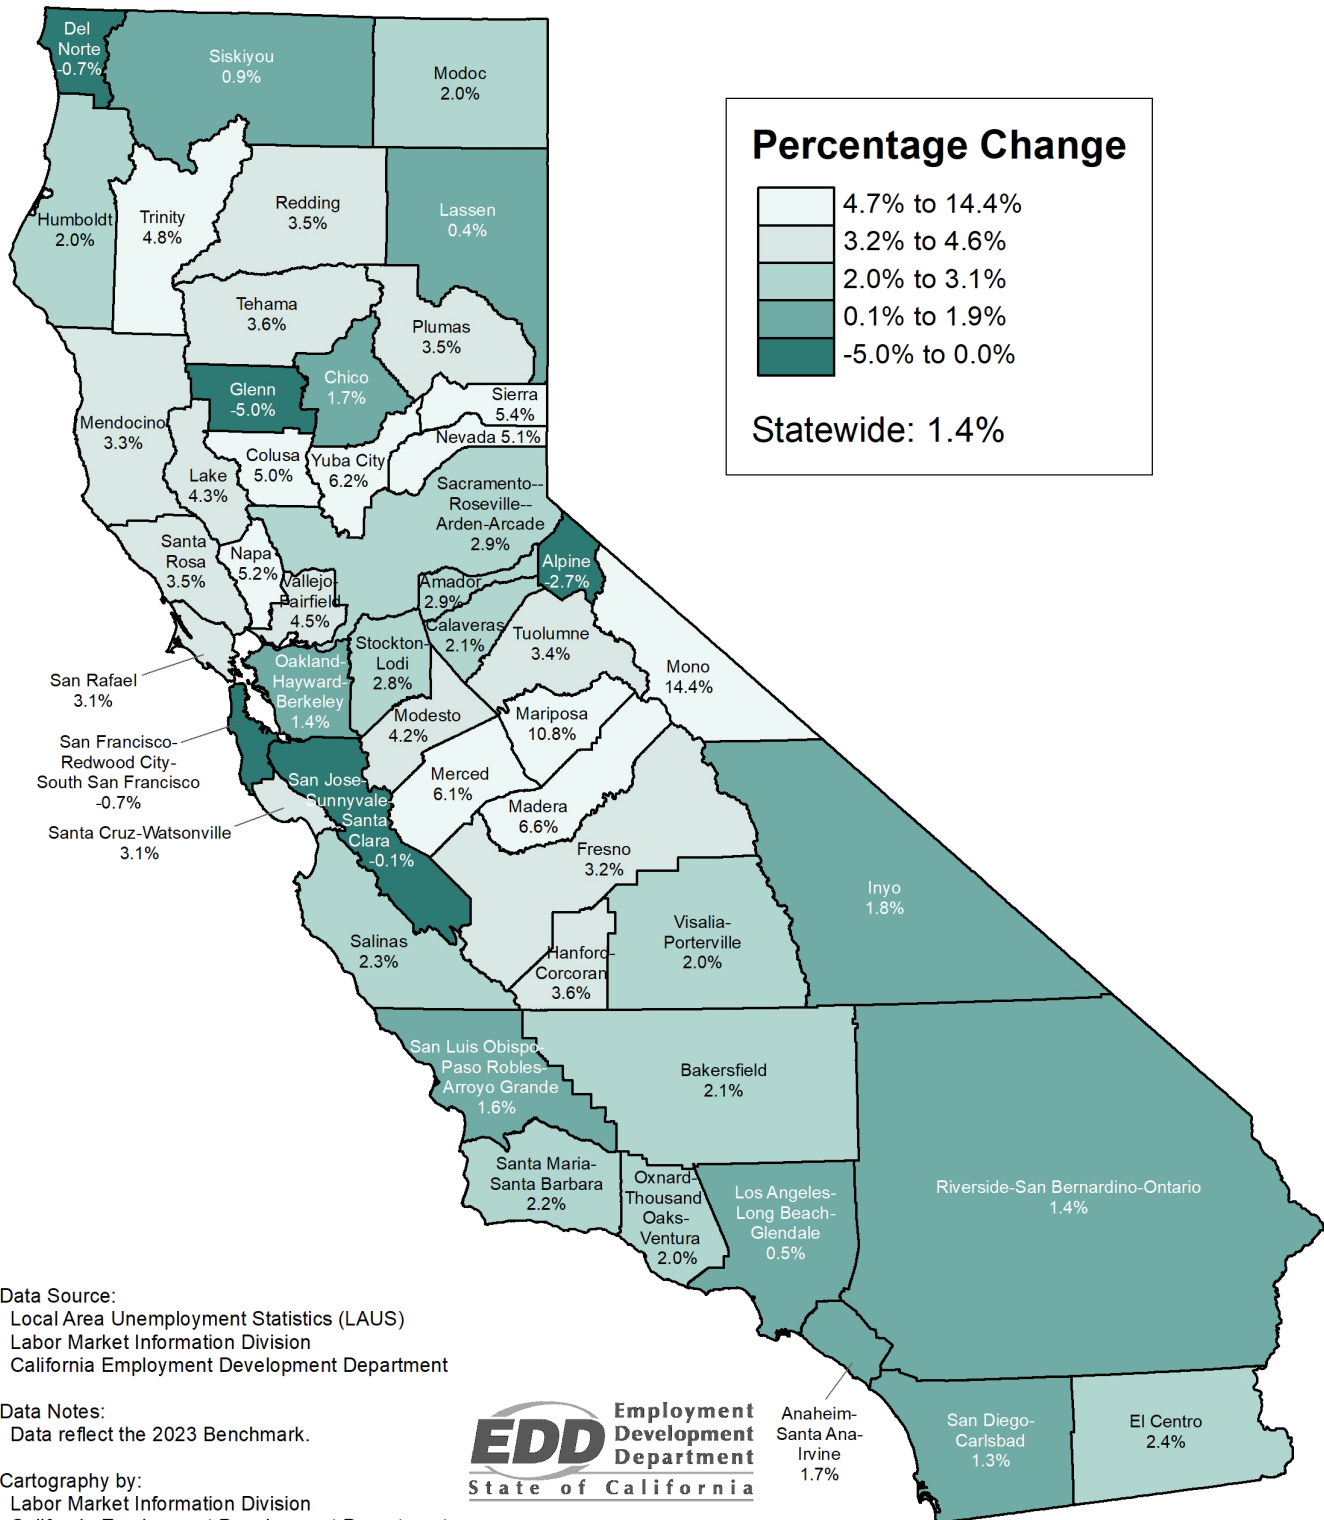 Del
Norte
-0.7%
Siskiyou
0.9%
Modoc
2.0%
Humboldt
2.0%
Trinity
4.8%
Redding
3.5%
Lassen
0.4%
Tehama
3.6%
Plumas
3.5%
Glenn
-5.0%
Chico
1.7%
Sierra
5.4%
Nevada 5.1%
Mendocino
3.3%
Lake
4.3%
Colusa
5.0%
Yuba City
6.2%
Sacramento--
Roseville--
Arden-Arcade
2.9%
Santa
Rosa
3.5%
Napa
5.2%
Vallejo-
Fairfield
4.5%
Amador
2.9%
Alpine
-2.7%
Calaveras
2.1%
Tuolumne
3.4%
Mono
14.4%
San Rafael
3.1%
Oakland-
Hayward-
Berkeley
1.4%
Stockton-
Lodi
2.8%
Modesto
4.2%
Mariposa
10.8%
San Francisco-
Redwood City-
South San Francisco
-0.7%
San Jose-
Sunnyvale-
Santa
Clara
-0.1%
Merced
6.1%
Madera
6.6%
Santa Cruz-Watsonville
3.1%
Fresno
3.2%
Inyo
1.8%
Salinas
2.3%
Hanford-
Corcoran
3.6%
Visalia-
Porterville
2.0%
San Luis Obispo-
Paso Robles-
Arroyo Grande
1.6%
Bakersfield
2.1%
Santa Maria-
Santa Barbara
2.2%
Oxnard-
Thousand
Oaks-
Ventura
2.0%
Los Angeles-
Long Beach-
Glendale
0.5%
Riverside-San Bernardino-Ontario
1.4%
Anaheim-
Santa Ana-
Irvine
1.7%
San Diego-
Carlsbad
1.3%
El Centro
2.4%
Percentage Change
4.7% to 14.4%
3.2% to 4.6%
2.0% to 3.1%
0.1% to 1.9%
-5.0% to 0.0%
Statewide: 1.4%
Data Source:
Local Area Unemployment Statistics (LAUS)
Labor Market Information Division
California Employment Development Department
Data Notes:
Data reflect the 2023 Benchmark.
Cartography by:
Labor Market Information Division
California Employment Development Department
EDD
Employment
Development
Department
State of California